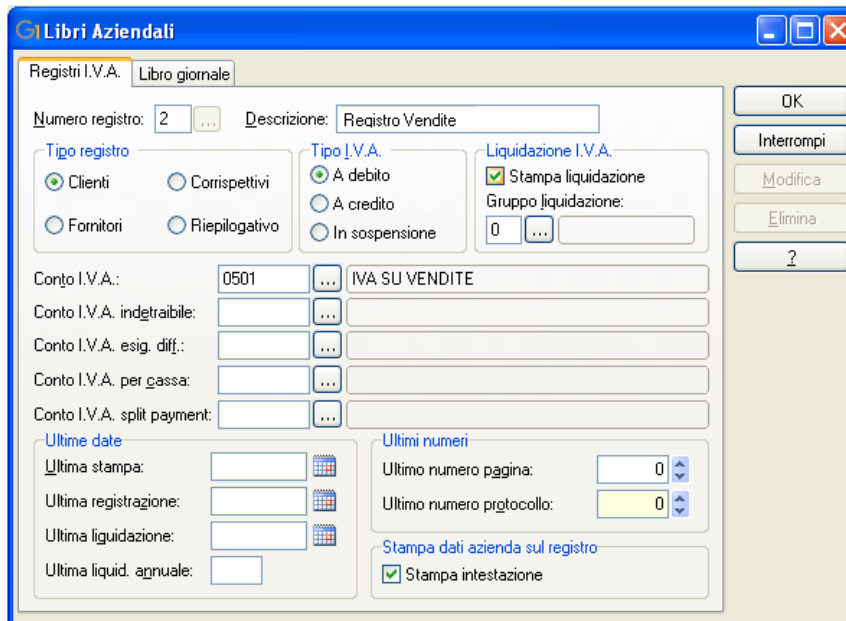 G1 Libri Aziendali
Registri I.V.A. Libro giornale
Numero registro: 2 ... Descrizione: Registro Vendite
OK
Interrompi
Modifica
Elimina
?
Tipo registro
Clienti Corrispettivi
Fornitori Riepilogativo
Tipo I.V.A.
A debito
A credito
In sospensione
Liquidazione I.V.A.
Stampa liquidazione
Gruppo liquidazione:
0 ...
Conto I.V.A.: 0501 ... IVA SU VENDITE
Conto I.V.A. indetraibile: ...
Conto I.V.A. esig. diff.: ...
Conto I.V.A. per cassa: ...
Conto I.V.A. split payment: ...
Ultime date
Ultima stampa:
Ultima registrazione:
Ultima liquidazione:
Ultima liquid. annuale:
Ultimi numeri
Ultimo numero pagina: 0
Ultimo numero protocollo: 0
Stampa dati azienda sul registro
Stampa intestazione